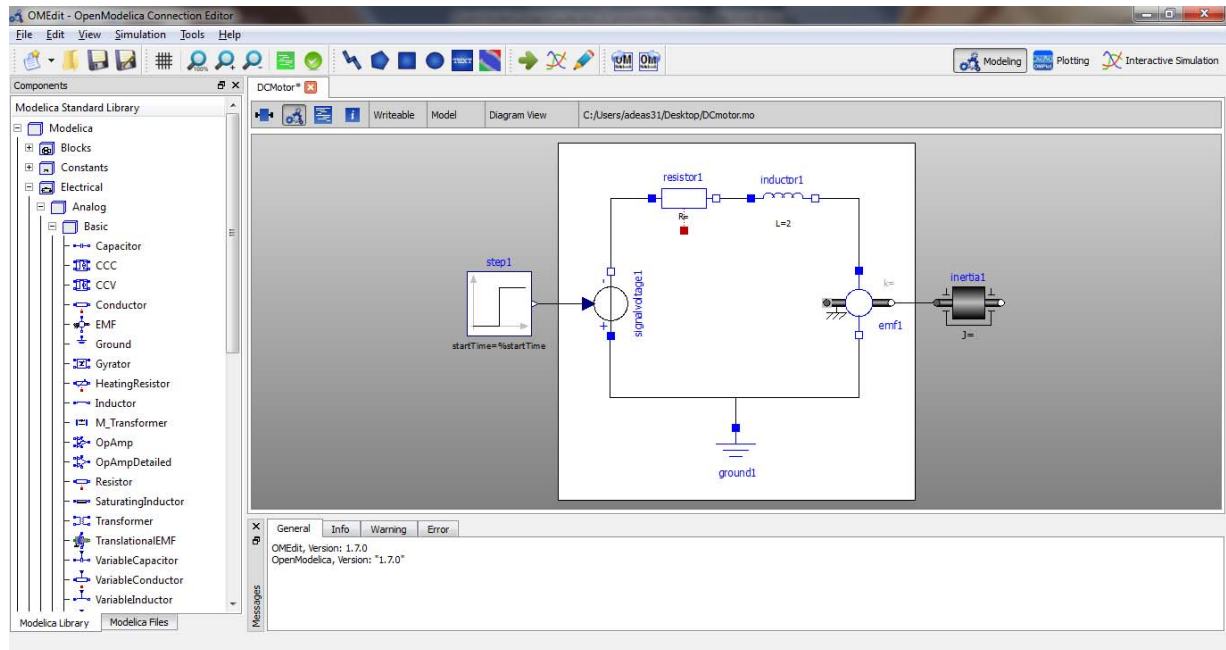 OMEdit - OpenModelica Connection Editor
File Edit View Simulation Tools Help
100% TEXT OM OM Modeling Plotting Interactive Simulation
Components
DCMotor*
Modelica Standard Library
Writeable Model Diagram View C:/Users/adeas31/Desktop/DCmotor.mo
Modelica
Blocks
Constants
Electrical
Analog
Basic
Capacitor
CCC
CCV
Conductor
EMF
Ground
Gyrator
HeatingResistor
Inductor
M_Transformer
OpAmp
OpAmpDetailed
Resistor
SaturatingInductor
Transformer
TranslationalEMF
VariableCapacitor
VariableConductor
VariableInductor
Modelica Library Modelica Files
resistor1
R=
inductor1
L=2
step1
startTime=%startTime
signalvoltage1
-
+
k=
emf1
inertia1
J=
ground1
General Info Warning Error
OMEdit, Version: 1.7.0
OpenModelica, Version: "1.7.0"
Messages